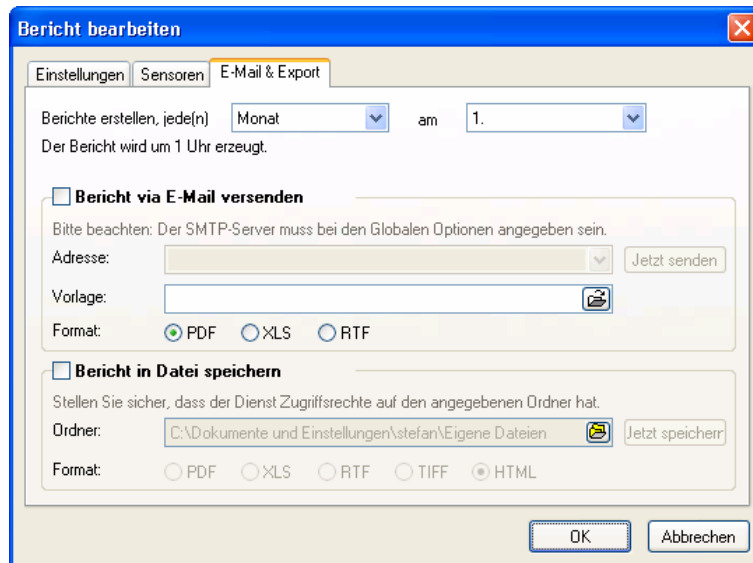 Bericht bearbeiten
Einstellungen Sensoren E-Mail & Export
Berichte erstellen, jede(n) Monat am 1.
Der Bericht wird um 1 Uhr erzeugt.
Bericht via E-Mail versenden
Bitte beachten: Der SMTP-Server muss bei den Globalen Optionen angegeben sein.
Adresse: Jetzt senden
Vorlage:
Format: PDF XLS RTF
Bericht in Datei speichern
Stellen Sie sicher, dass der Dienst Zugriffsrechte auf den angegebenen Ordner hat.
Ordner: C:\Dokumente und Einstellungen\stefan\Eigene Dateien Jetzt speicherr
Format: PDF XLS RTF TIFF HTML
OK Abbrechen